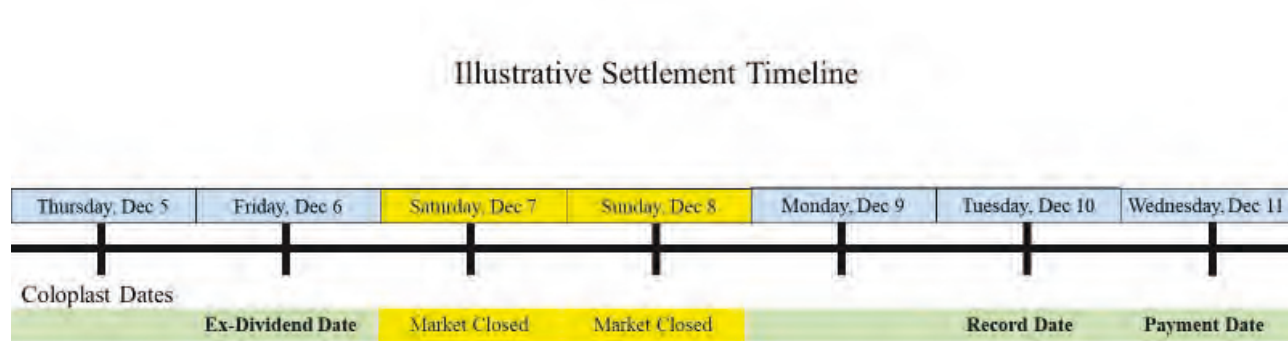 Illustrative Settlement Timeline
Thursday, Dec 5 Friday, Dec 6 Saturday, Dec 7 Sunday, Dec 8 Monday, Dec 9 Tuesday, Dec 10 Wednesday, Dec 11
Coloplast Dates
Ex-Dividend Date Market Closed Market Closed Record Date Payment Date